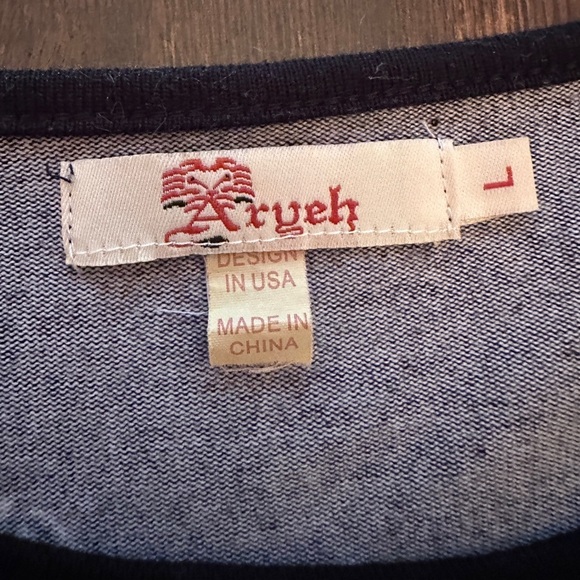 Aryeh
L
DESIGN
IN USA
MADE IN
CHINA